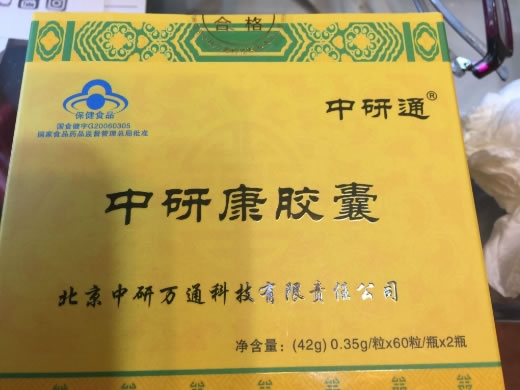 合格
保健食品
国食健字G20060305
国家食品药品监督管理总局批准
中研通®
中研康胶囊
北京中研万通科技有限责任公司
净含量：(42g) 0.35g/粒x60粒/瓶x2瓶